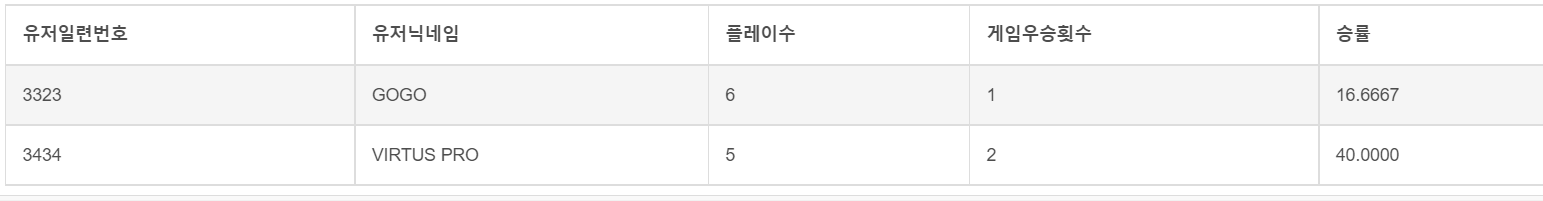 유저일련번호 유저닉네임 플레이수 게임우승횟수 승률
3323 GOGO 6 1 16.6667
3434 VIRTUS PRO 5 2 40.0000